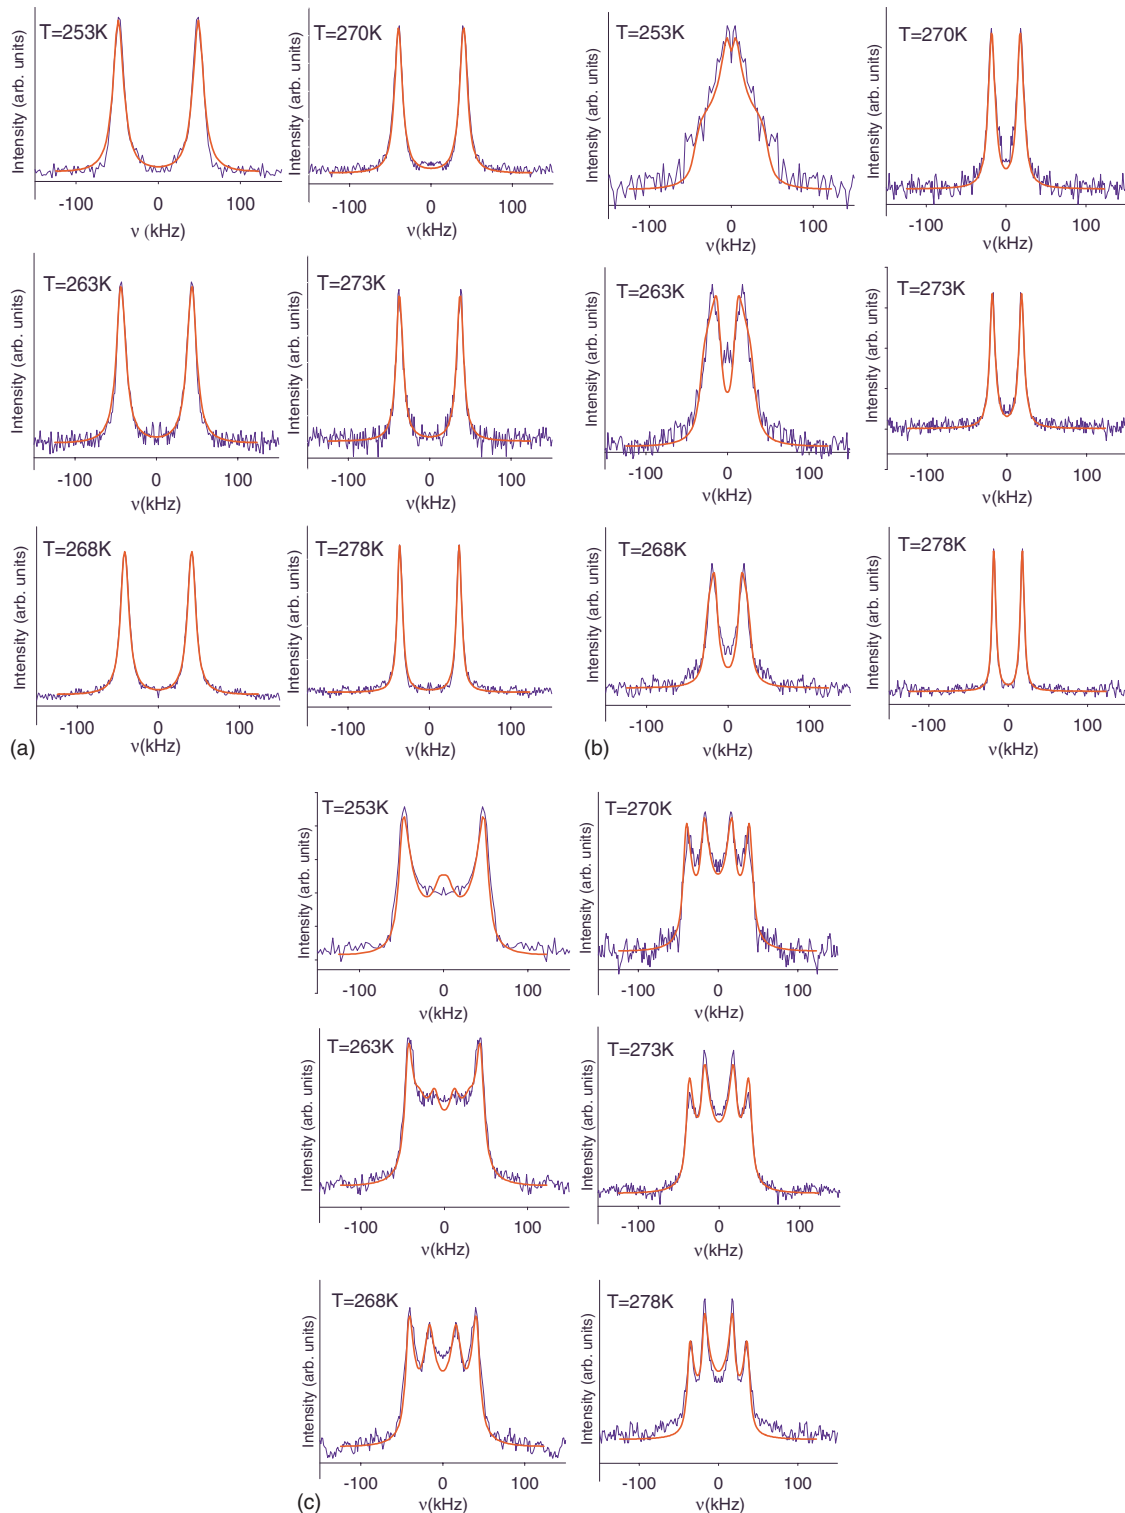 T=253K
Intensity (arb. units)
-100 0 100
ν (kHz)
T=270K
Intensity (arb. units)
-100 0 100
ν(kHz)
T=263K
Intensity (arb. units)
-100 0 100
ν(kHz)
T=273K
Intensity (arb. units)
-100 0 100
ν(kHz)
T=268K
Intensity (arb. units)
-100 0 100
ν(kHz)
T=278K
Intensity (arb. units)
-100 0 100
ν(kHz)
(a)
T=253K
Intensity (arb. units)
-100 0 100
ν(kHz)
T=270K
Intensity (arb. units)
-100 0 100
ν(kHz)
T=263K
Intensity (arb. units)
-100 0 100
ν(kHz)
T=273K
Intensity (arb. units)
-100 0 100
ν(kHz)
T=268K
Intensity (arb. units)
-100 0 100
ν(kHz)
T=278K
Intensity (arb. units)
-100 0 100
ν(kHz)
(b)
T=253K
Intensity (arb. units)
-100 0 100
ν(kHz)
T=270K
Intensity (arb. units)
-100 0 100
ν(kHz)
T=263K
Intensity (arb. units)
-100 0 100
ν(kHz)
T=273K
Intensity (arb. units)
-100 0 100
ν(kHz)
T=268K
Intensity (arb. units)
-100 0 100
ν(kHz)
T=278K
Intensity (arb. units)
-100 0 100
ν(kHz)
(c)